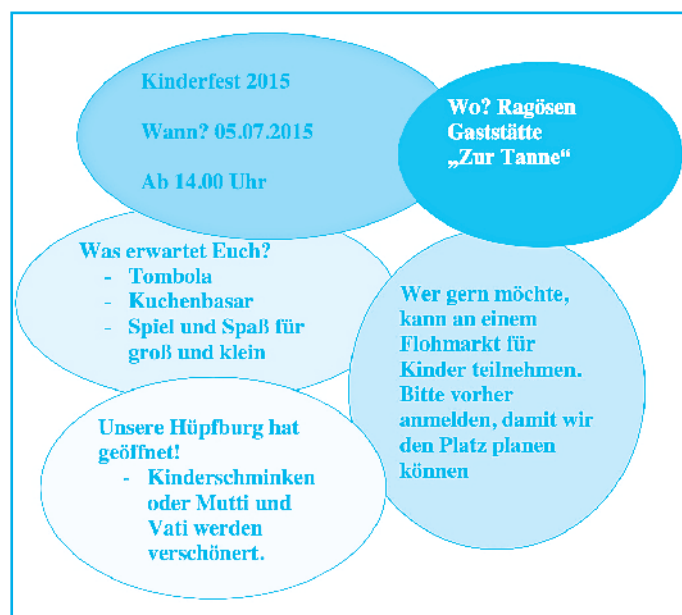 Kinderfest 2015
Wann? 05.07.2015
Ab 14.00 Uhr
Wo? Ragösen
Gaststätte
„Zur Tanne“
Was erwartet Euch?
- Tombola
- Kuchenbasar
- Spiel und Spaß für
groß und klein
Wer gern möchte,
kann an einem
Flohmarkt für
Kinder teilnehmen.
Bitte vorher
anmelden, damit wir
den Platz planen
können
Unsere Hüpfburg hat
geöffnet!
- Kinderschminken
oder Mutti und
Vati werden
verschönert.